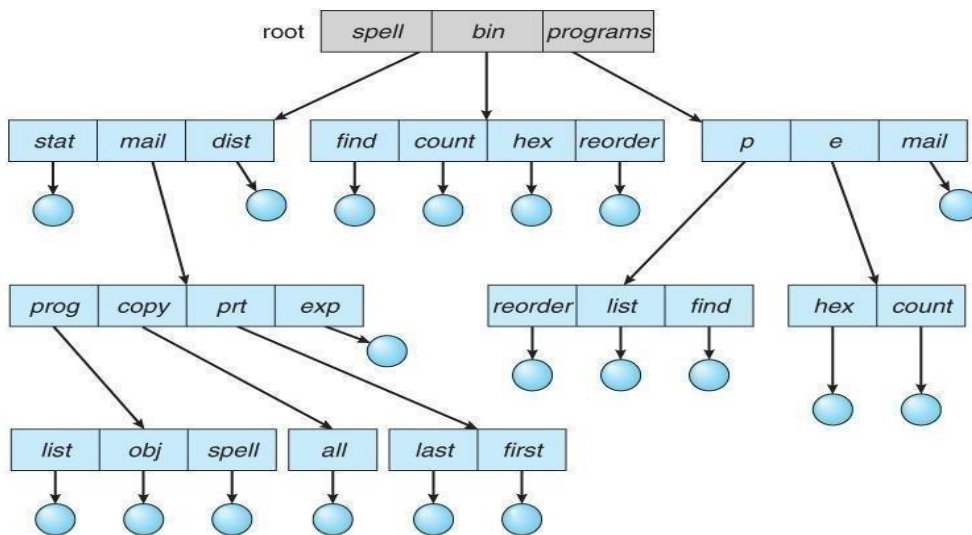 root spell bin programs
stat mail dist find count hex reorder p e mail
prog copy prt exp reorder list find hex count
list obj spell all last first